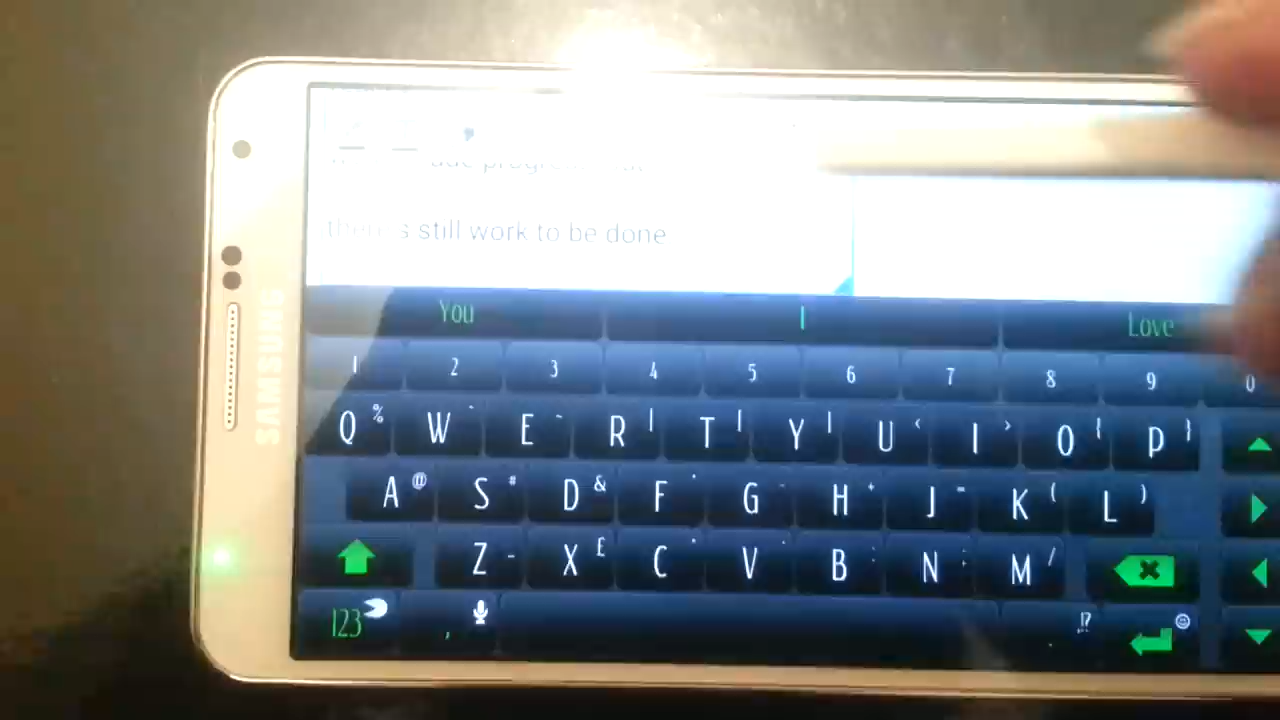 progress
still work to be done
You I Love
1 2 3 4 5 6 7 8 9 0
Q % W E R T Y U I O P
A @ S # D & F G H + J = K ( L )
Z - X £ C V B : N ; M /
123 , . !?
SAMSUNG